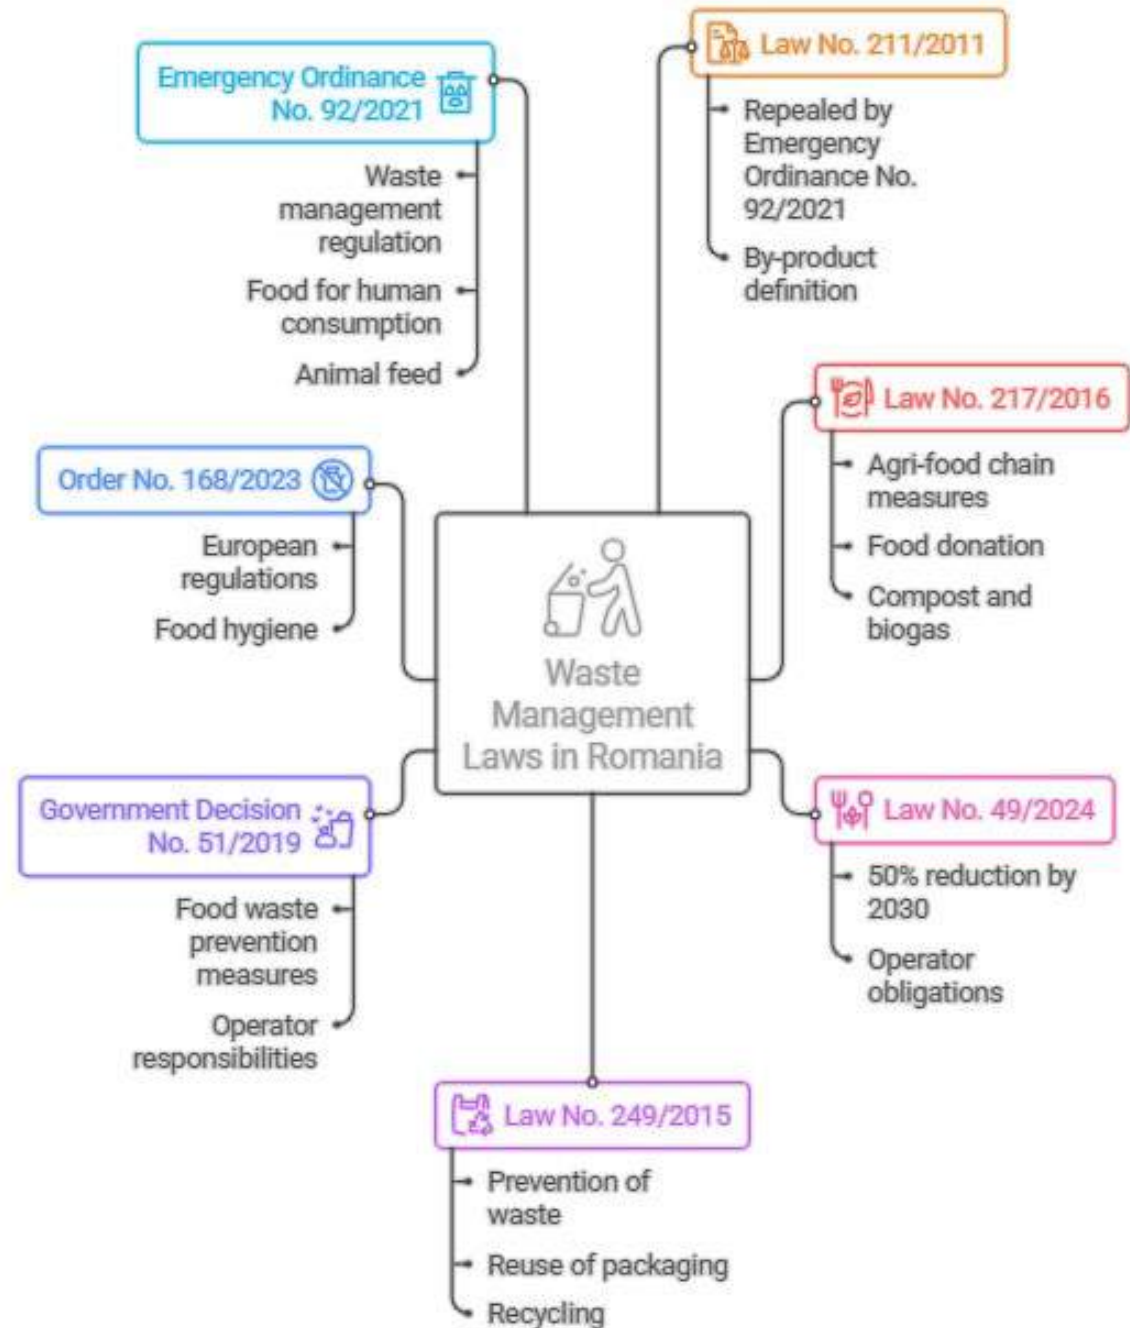 Law No. 211/2011
Repealed by
Emergency
Ordinance No.
92/2021
By-product
definition
Emergency Ordinance
No. 92/2021
Waste
management
regulation
Food for human
consumption
Animal feed
Law No. 217/2016
Agri-food chain
measures
Food donation
Compost and
biogas
Order No. 168/2023
European
regulations
Food hygiene
Waste
Management
Laws in Romania
Government Decision
No. 51/2019
Food waste
prevention
measures
Operator
responsibilities
Law No. 49/2024
50% reduction by
2030
Operator
obligations
Law No. 249/2015
Prevention of
waste
Reuse of packaging
Recycling